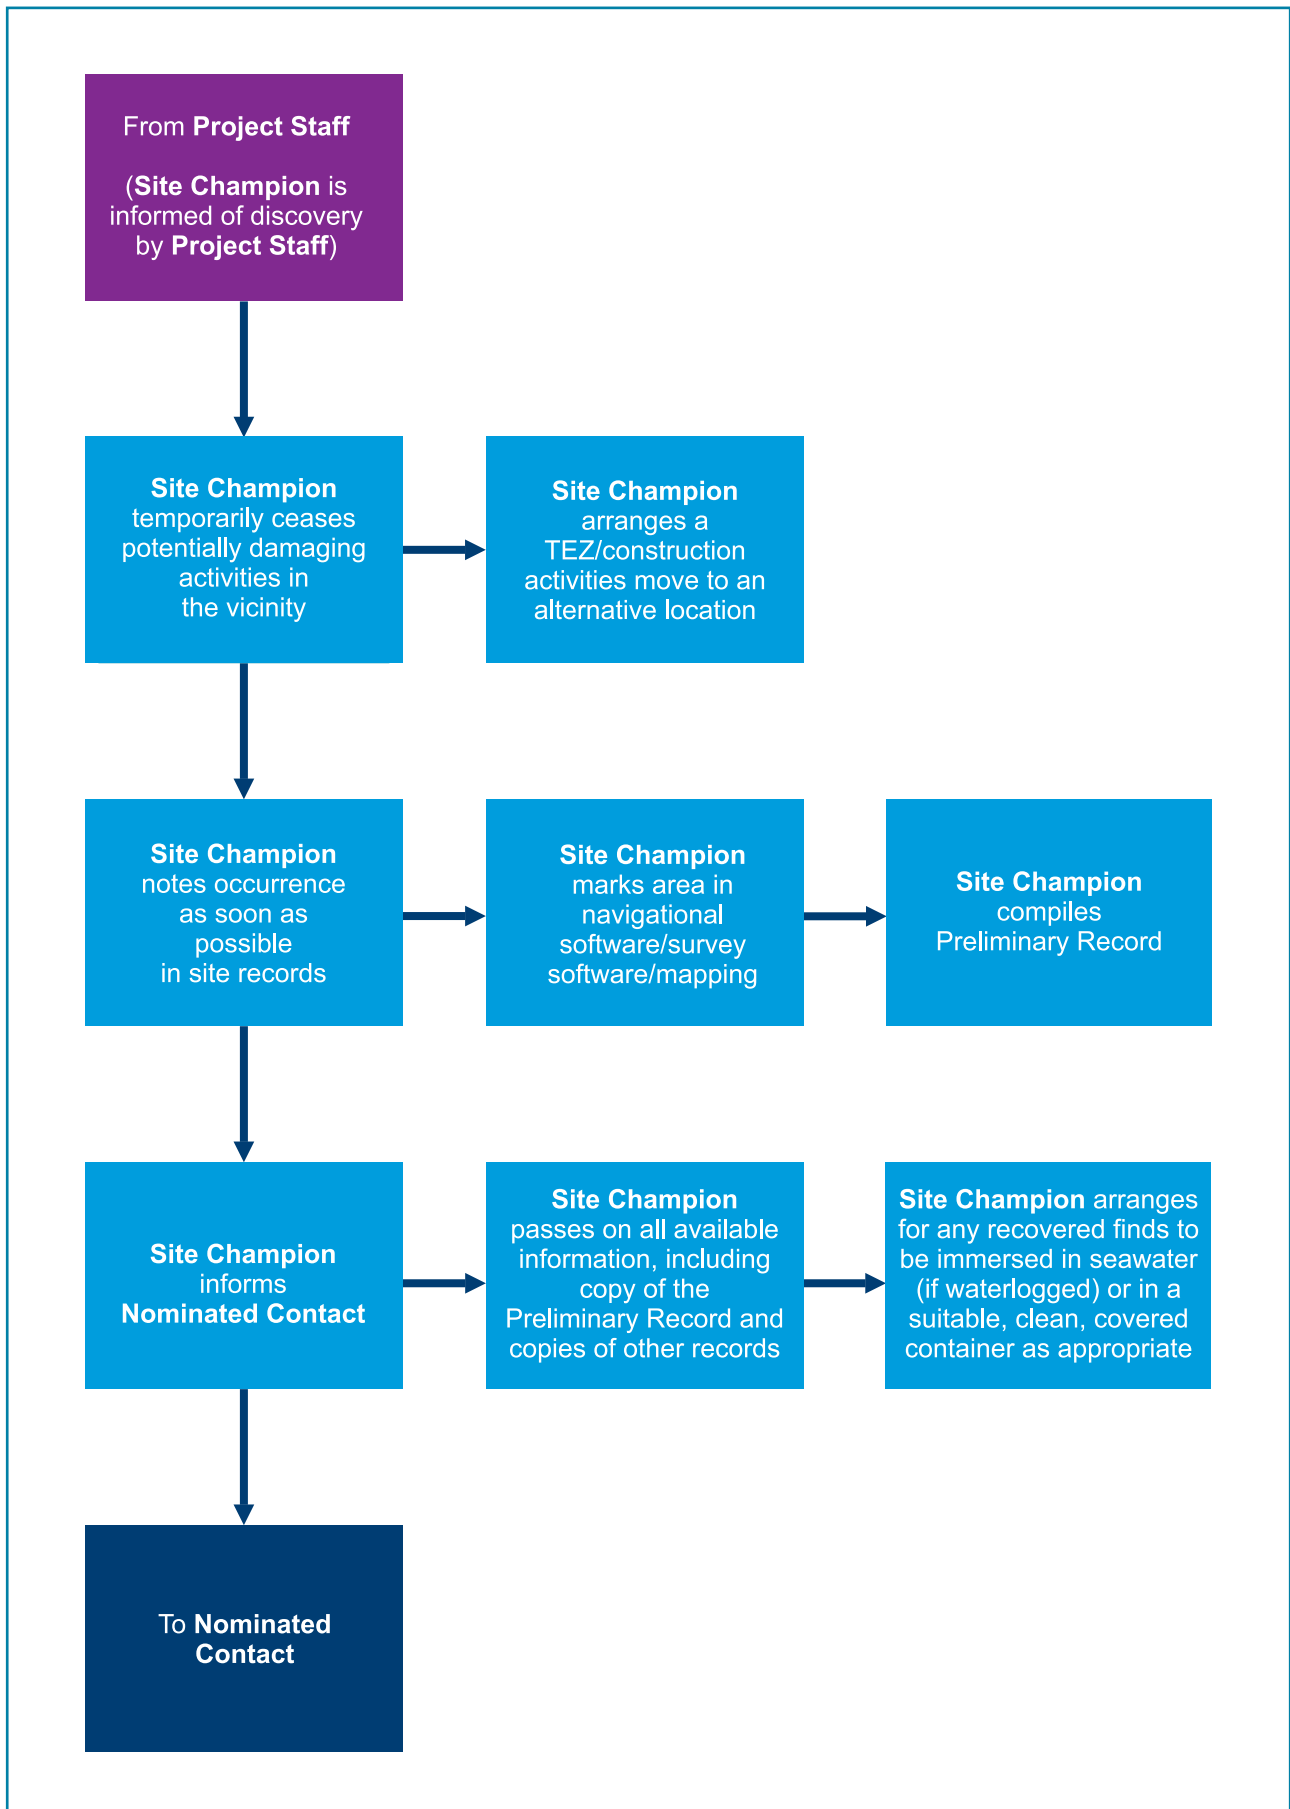 From Project Staff
(Site Champion is
informed of discovery
by Project Staff)
Site Champion
temporarily ceases
potentially damaging
activities in
the vicinity
Site Champion
arranges a
TEZ/construction
activities move to an
alternative location
Site Champion
notes occurrence
as soon as
possible
in site records
Site Champion
marks area in
navigational
software/survey
software/mapping
Site Champion
compiles
Preliminary Record
Site Champion
informs
Nominated Contact
Site Champion
passes on all available
information, including
copy of the
Preliminary Record and
copies of other records
Site Champion arranges
for any recovered finds to
be immersed in seawater
(if waterlogged) or in a
suitable, clean, covered
container as appropriate
To Nominated
Contact